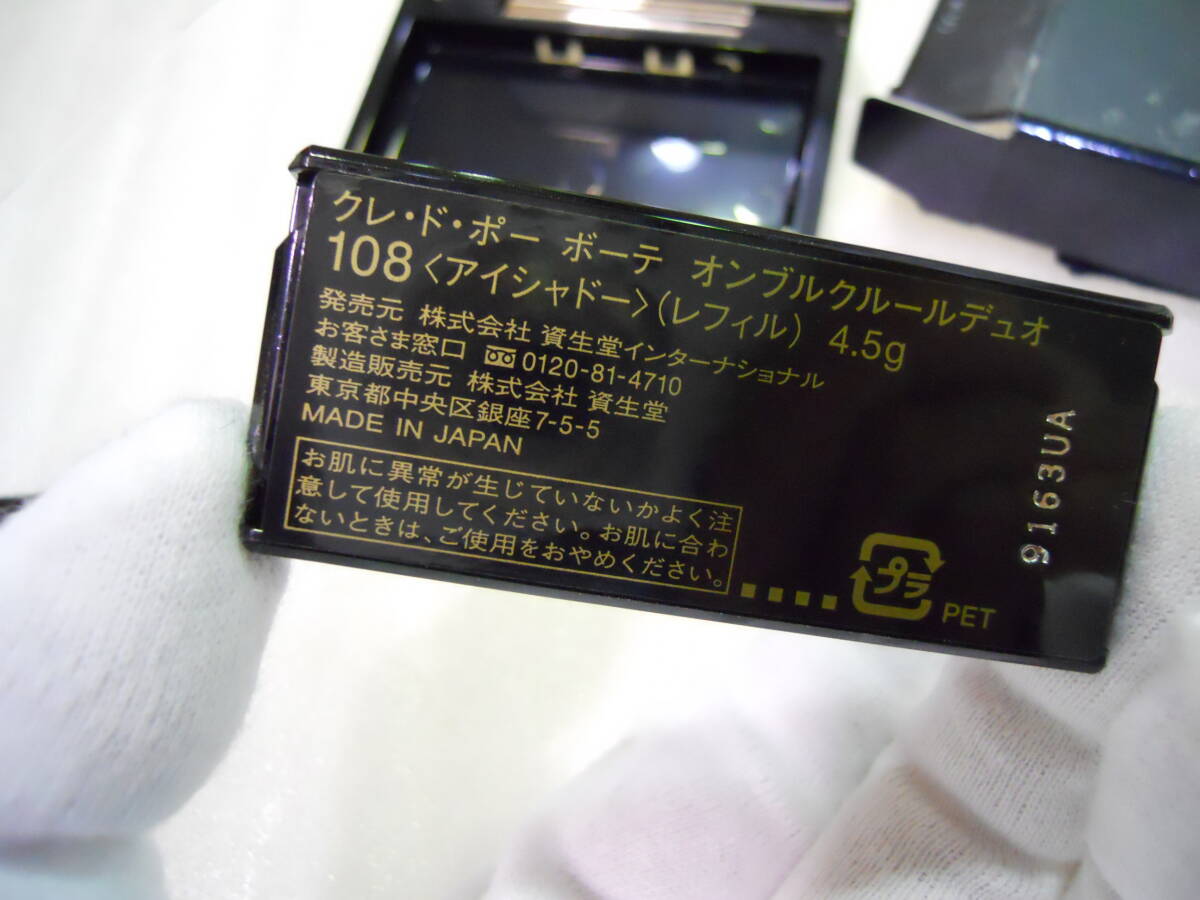 クレ・ド・ポー ボーテ オンブルクルールデュオ
108〈アイシャドー〉(レフィル) 4.5g
発売元 株式会社 資生堂インターナショナル
お客さま窓口 0120-81-4710
製造販売元 株式会社 資生堂
東京都中央区銀座7-5-5
MADE IN JAPAN
お肌に異常が生じていないかよく注
意して使用してください。お肌に合わ
ないときは、ご使用をおやめください。
プラ
PET
9163UA